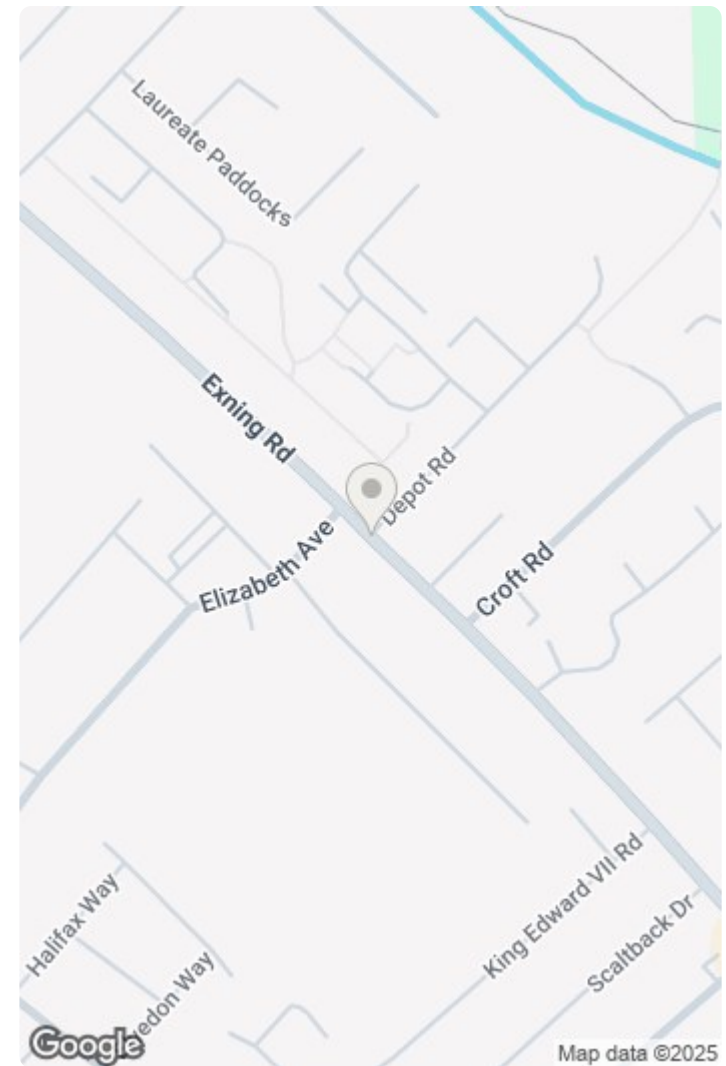 Laureate Paddocks
Exning Rd
Depot Rd
Elizabeth Ave
Croft Rd
King Edward VII Rd
Scaltback Dr
Halifax Way
Way
Google
Map data ©2025